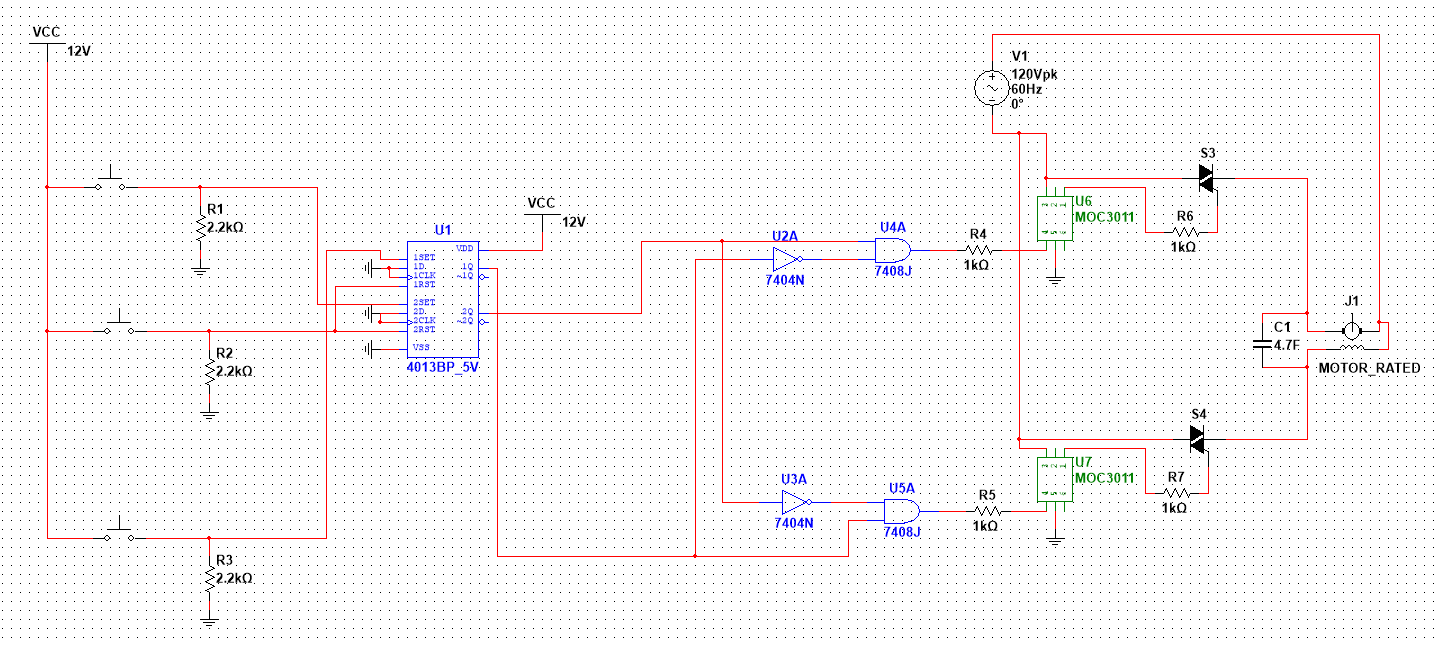 VCC
12V
V1
120Vpk
60Hz
0°
S3
R1
2.2kΩ
VCC
12V
U6
MOC3011
R6
1kΩ
U1
U4A
U2A
R4
1kΩ
7408J
7404N
VDD
1SET
1D
1CLK
1RST
2SET
2D
2CLK
2RST
VSS
1Q
~1Q
2Q
~2Q
4013BP_5V
J1
C1
4.7F
MOTOR_RATED
R2
2.2kΩ
S4
U7
MOC3011
R7
1kΩ
U3A
7404N
U5A
7408J
R5
1kΩ
R3
2.2kΩ